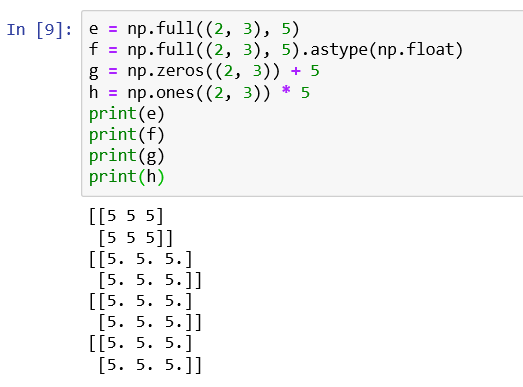 In [9]: e = np.full((2, 3), 5)
f = np.full((2, 3), 5).astype(np.float)
g = np.zeros((2, 3)) + 5
h = np.ones((2, 3)) * 5
print(e)
print(f)
print(g)
print(h)
[[5 5 5]
 [5 5 5]]
[[5. 5. 5.]
 [5. 5. 5.]]
[[5. 5. 5.]
 [5. 5. 5.]]
[[5. 5. 5.]
 [5. 5. 5.]]